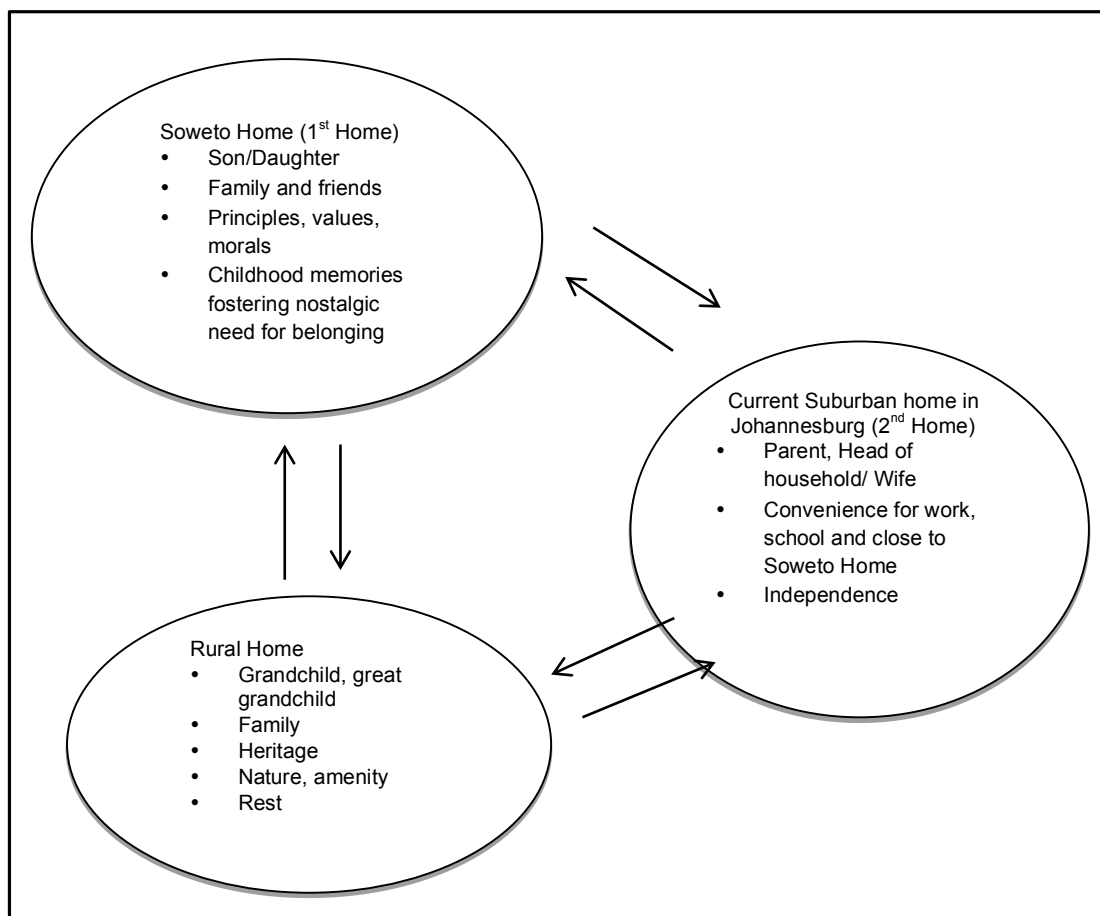 Soweto Home (1st Home)
• Son/Daughter
• Family and friends
• Principles, values,
morals
• Childhood memories
fostering nostalgic
need for belonging
Current Suburban home in
Johannesburg (2nd Home)
• Parent, Head of
household/ Wife
• Convenience for work,
school and close to
Soweto Home
• Independence
Rural Home
• Grandchild, great
grandchild
• Family
• Heritage
• Nature, amenity
• Rest